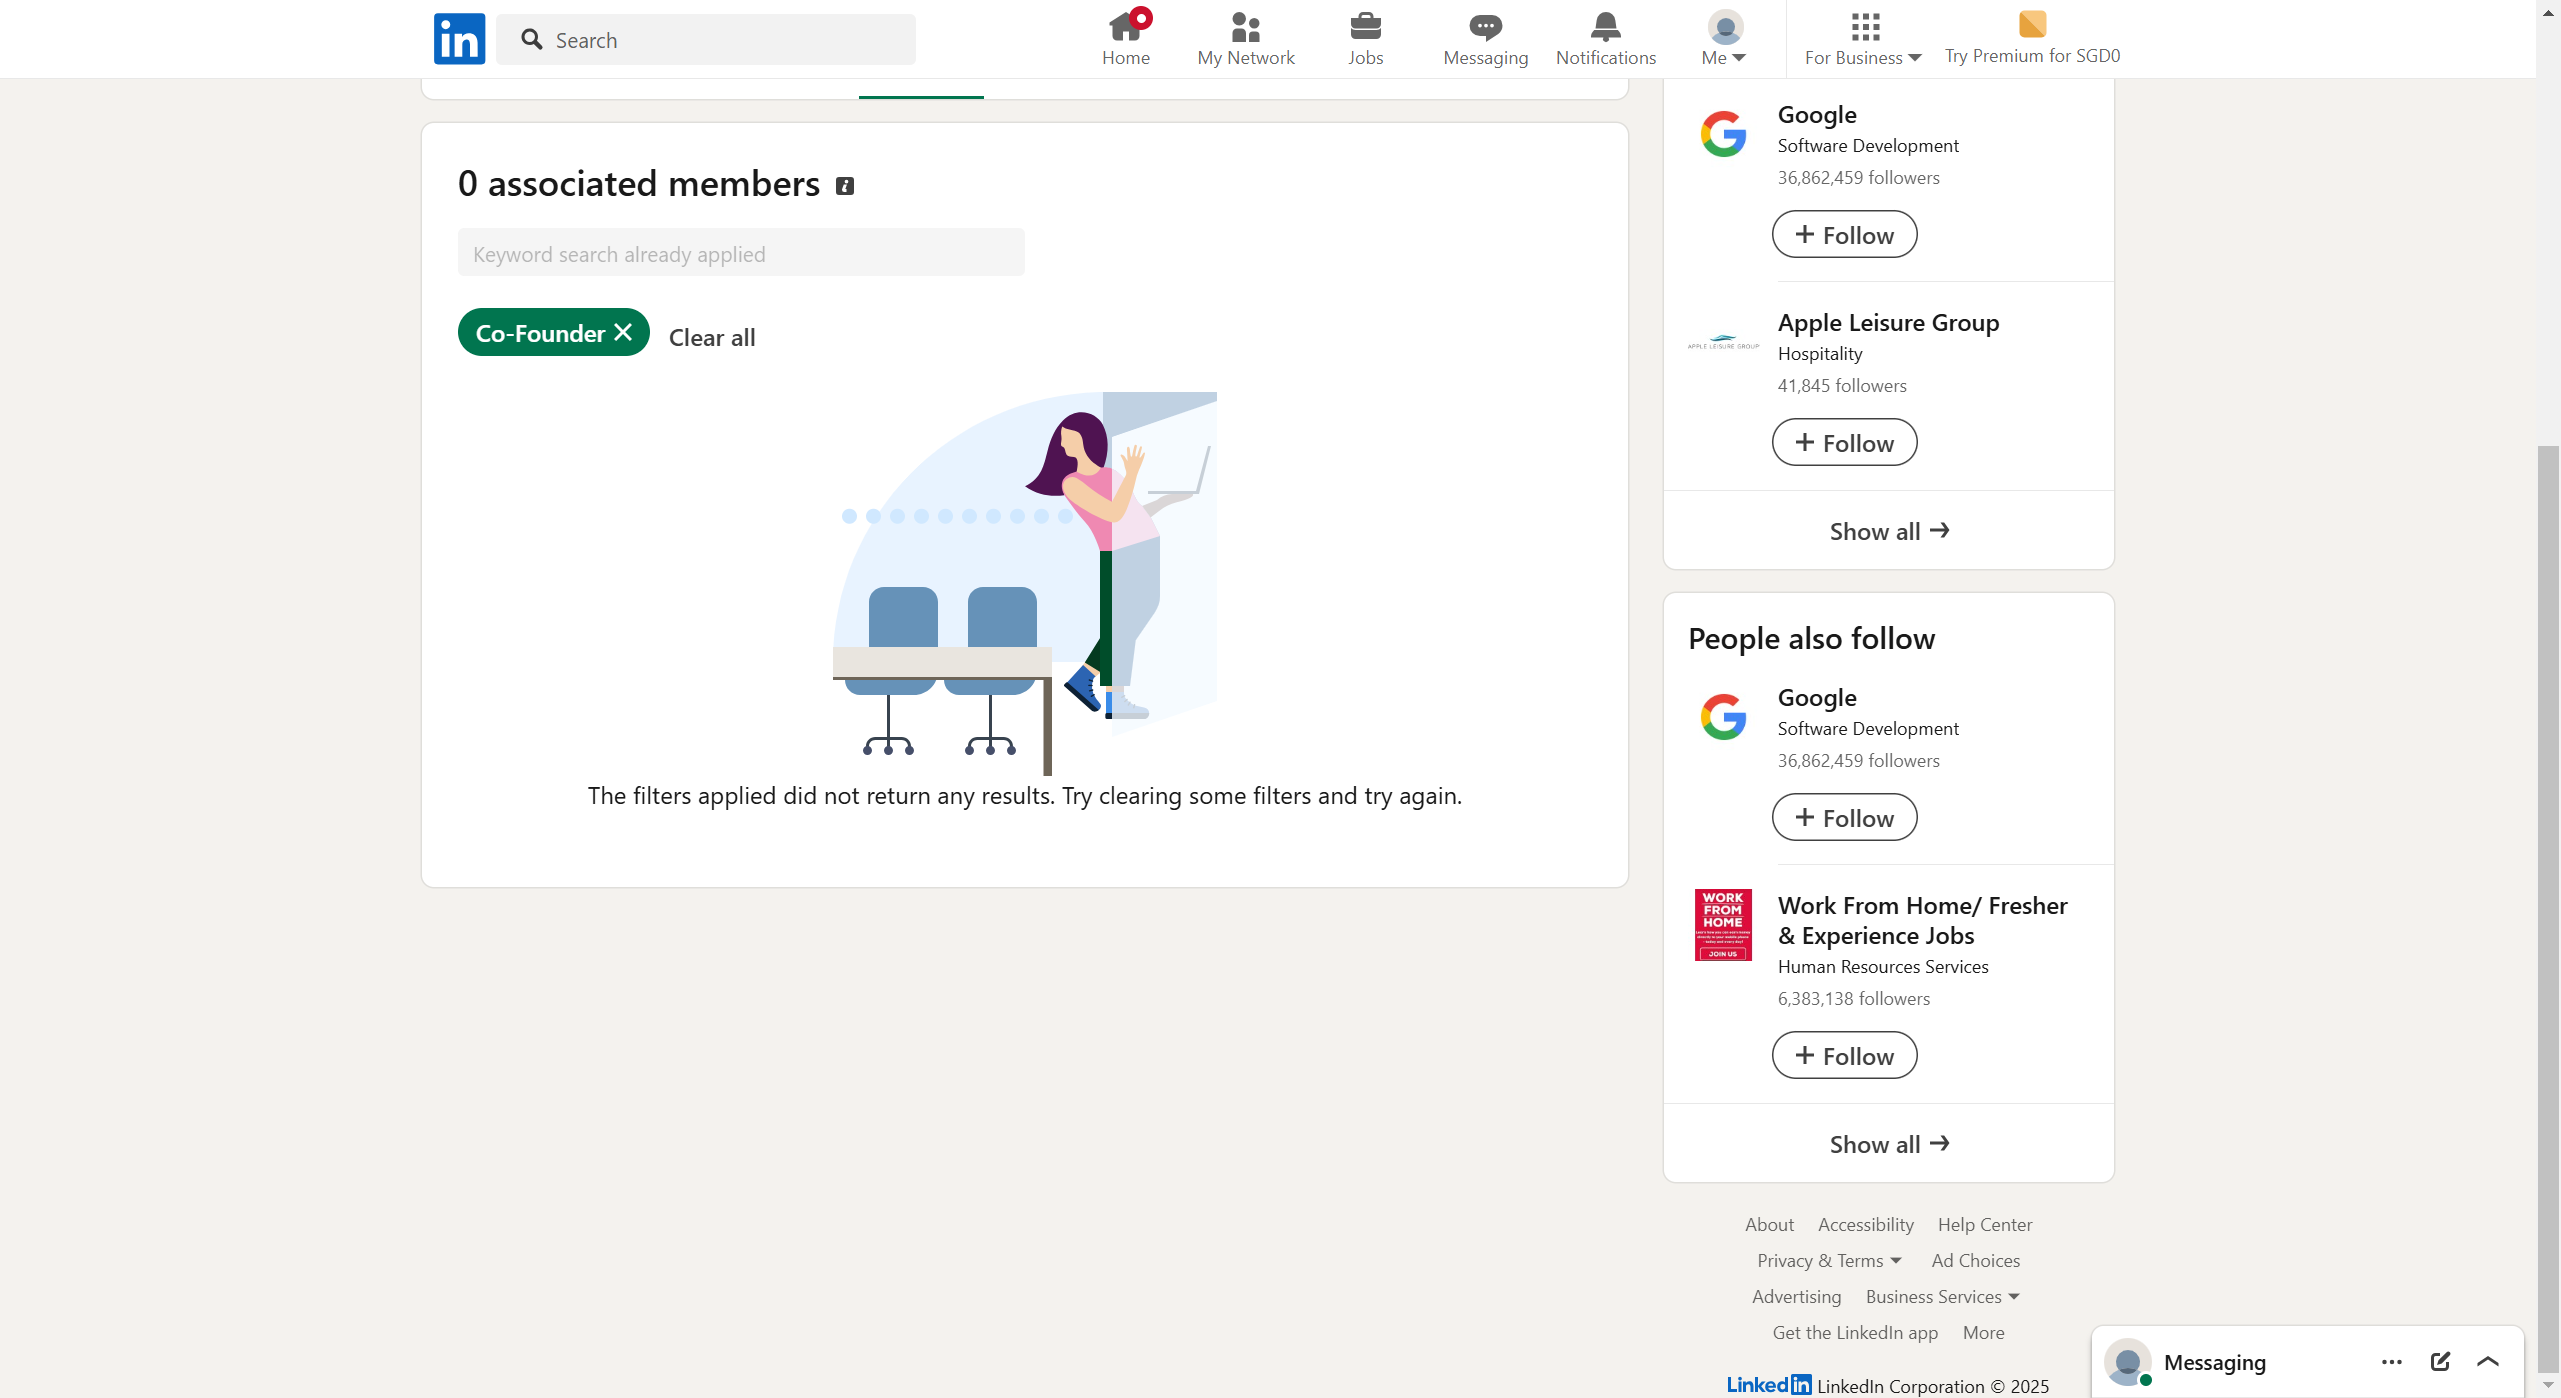 in
Search
Home
My Network
Jobs
Messaging
Notifications
Me
For Business
Try Premium for SGD0
0 associated members
Keyword search already applied
Co-Founder
Clear all
The filters applied did not return any results. Try clearing some filters and try again.
Google
Software Development
36,862,459 followers
+ Follow
APPLE LEISURE GROUP
Apple Leisure Group
Hospitality
41,845 followers
+ Follow
Show all →
People also follow
Google
Software Development
36,862,459 followers
+ Follow
WORK
FROM
HOME
JOIN US
Work From Home/ Fresher
& Experience Jobs
Human Resources Services
6,383,138 followers
+ Follow
Show all →
About Accessibility Help Center
Privacy & Terms Ad Choices
Advertising Business Services
Get the LinkedIn app More
LinkedIn LinkedIn Corporation © 2025
Messaging